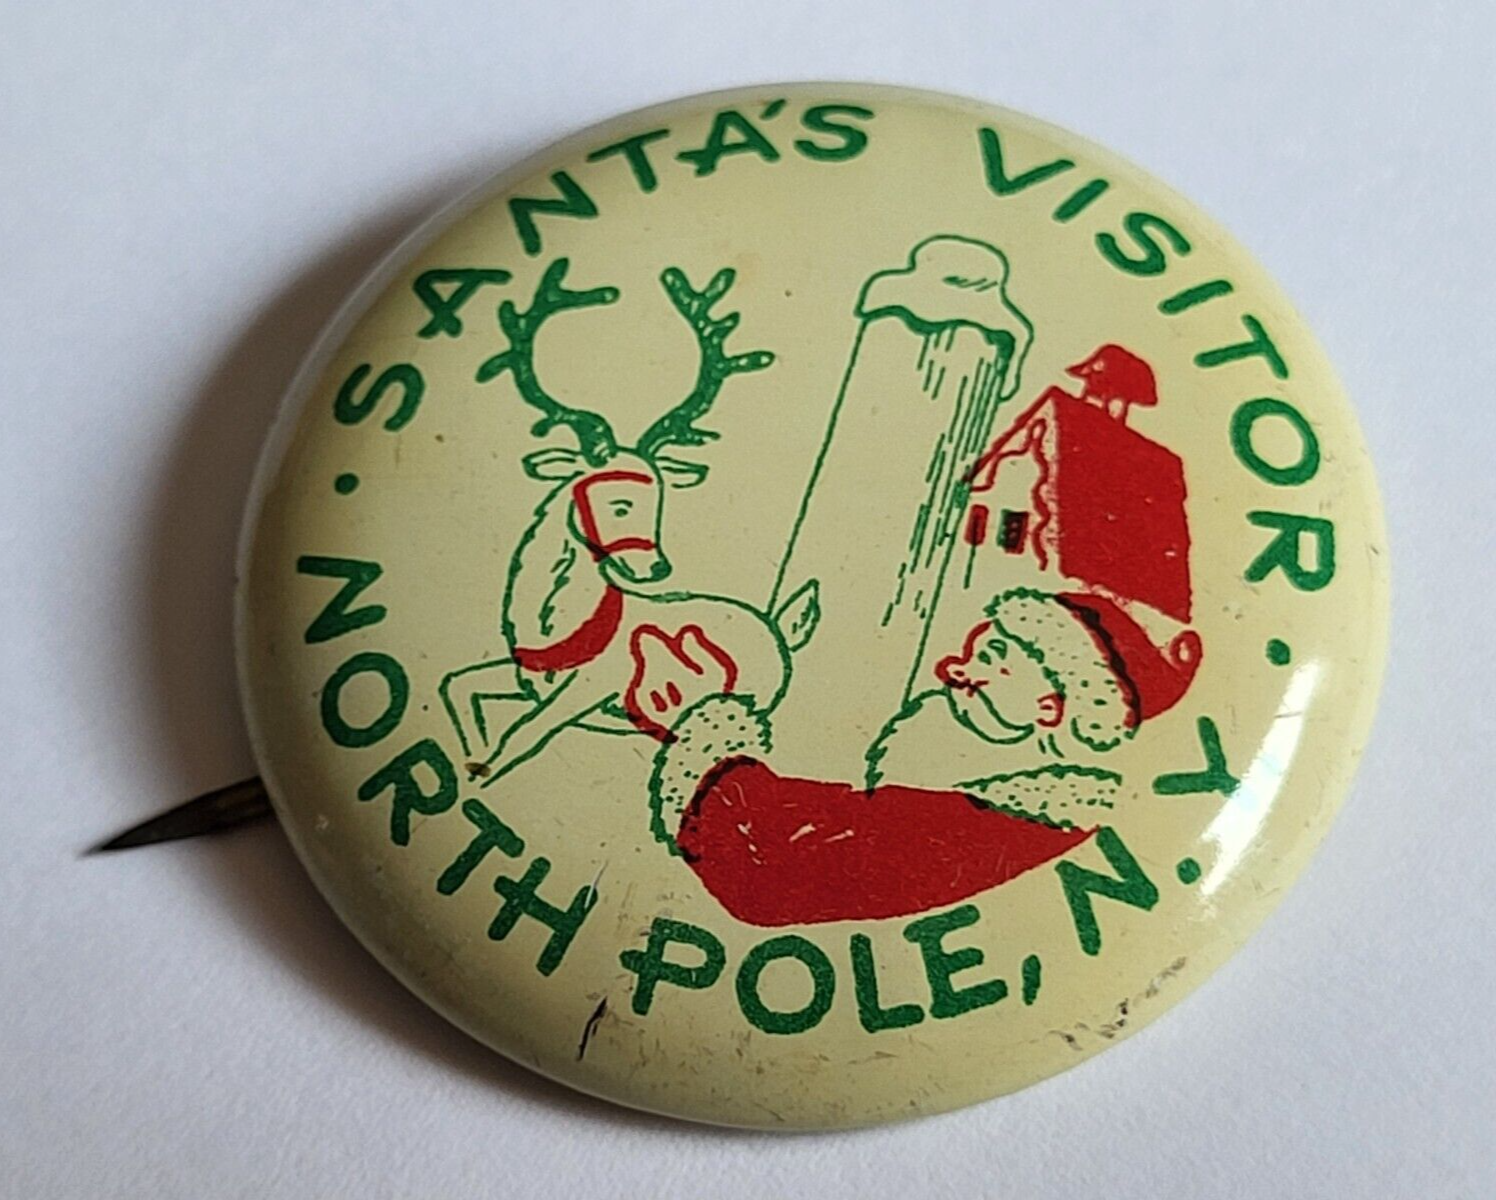 · SANTA'S VISITOR ·
NORTH POLE, N.Y.